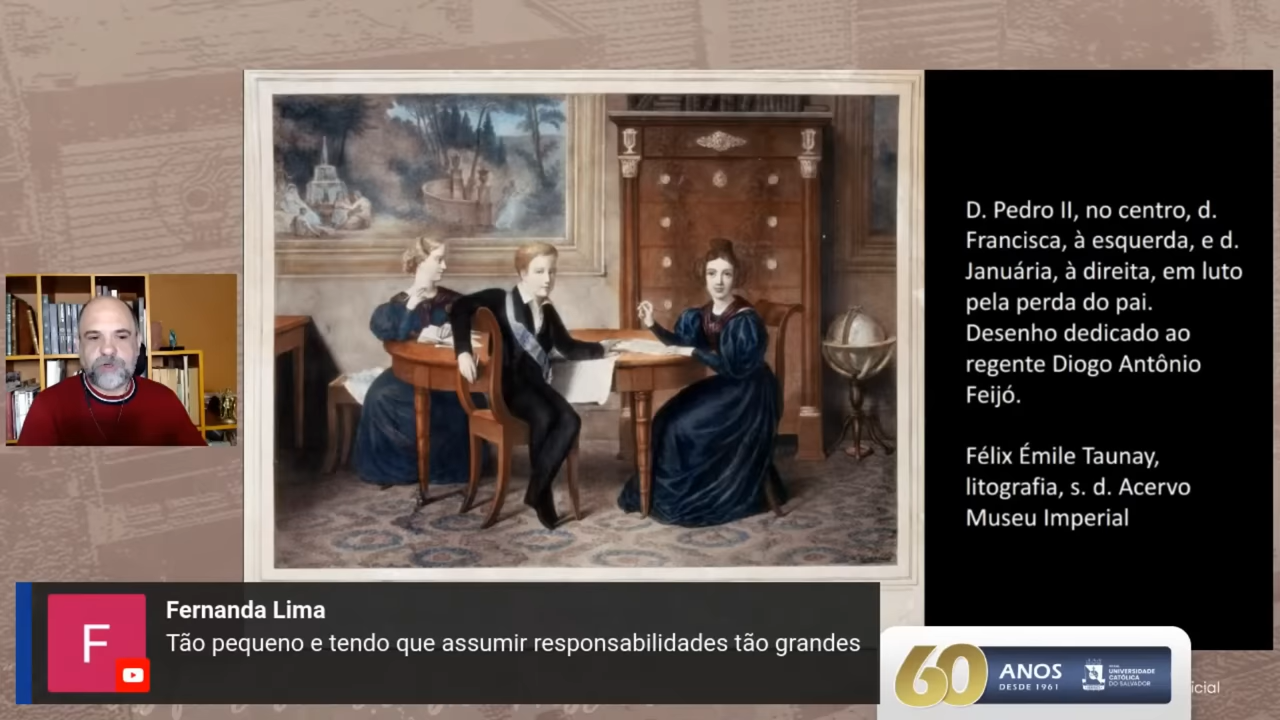 D. Pedro II, no centro, d.
Francisca, à esquerda, e d.
Januária, à direita, em luto
pela perda do pai.
Desenho dedicado ao
regente Diogo Antônio
Feijó.
Félix Émile Taunay,
litografia, s. d. Acervo
Museu Imperial
F
Fernanda Lima
Tão pequeno e tendo que assumir responsabilidades tão grandes
60 ANOS
DESDE 1961
UNIVERSIDADE
CATÓLICA
DO SALVADOR
icial